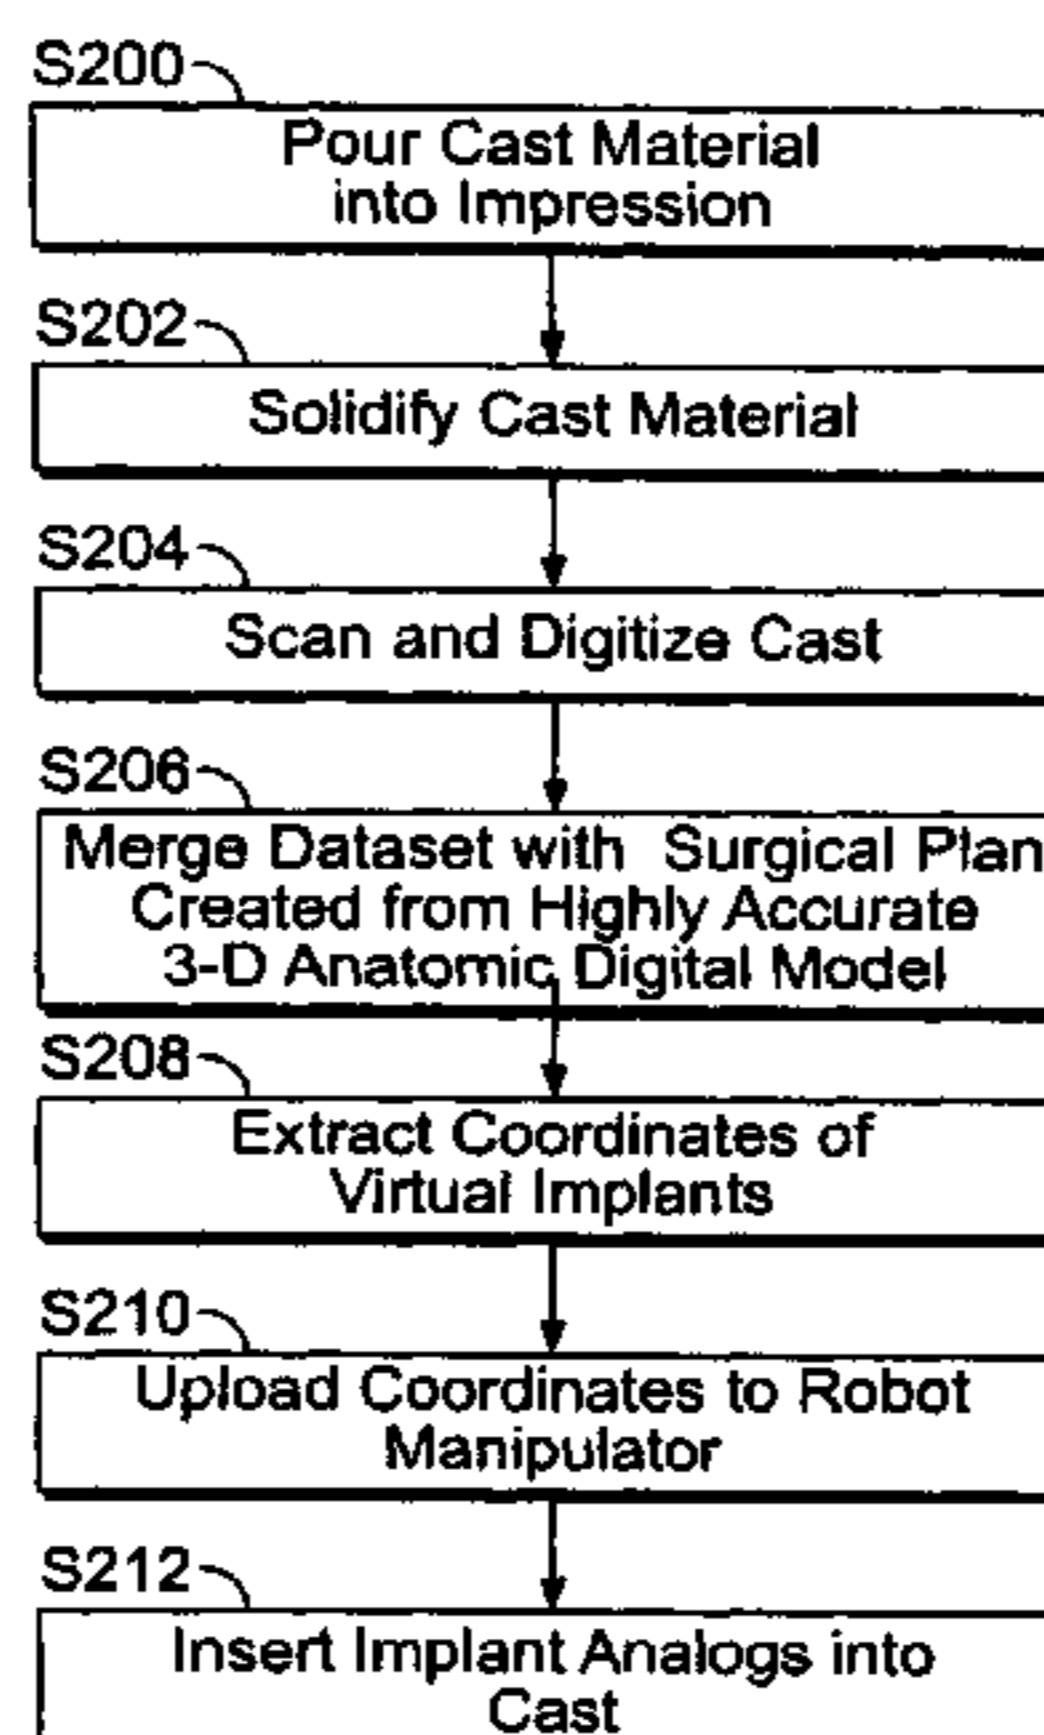 S200
Pour Cast Material
into Impression
S202
Solidify Cast Material
S204
Scan and Digitize Cast
S206
Merge Dataset with Surgical Plan
Created from Highly Accurate
3-D Anatomic Digital Model
S208
Extract Coordinates of
Virtual Implants
S210
Upload Coordinates to Robot
Manipulator
S212
Insert Implant Analogs into
Cast